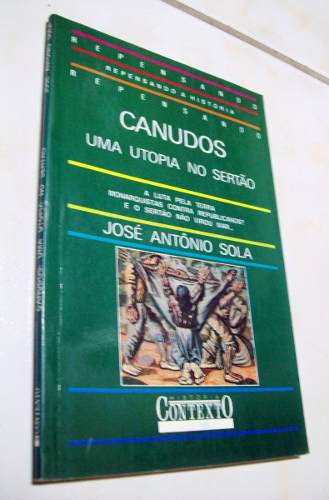 REPENSANDO
REPENSANDO A HISTÓRIA
REPENSANDO
CANUDOS
UMA UTOPIA NO SERTÃO
A LUTA PELA TERRA
MONARQUISTAS CONTRA REPUBLICANOS?
E O SERTÃO NÃO VIROU MAR...
JOSÉ ANTÔNIO SOLA
HISTÓRIA
CONTEXTO